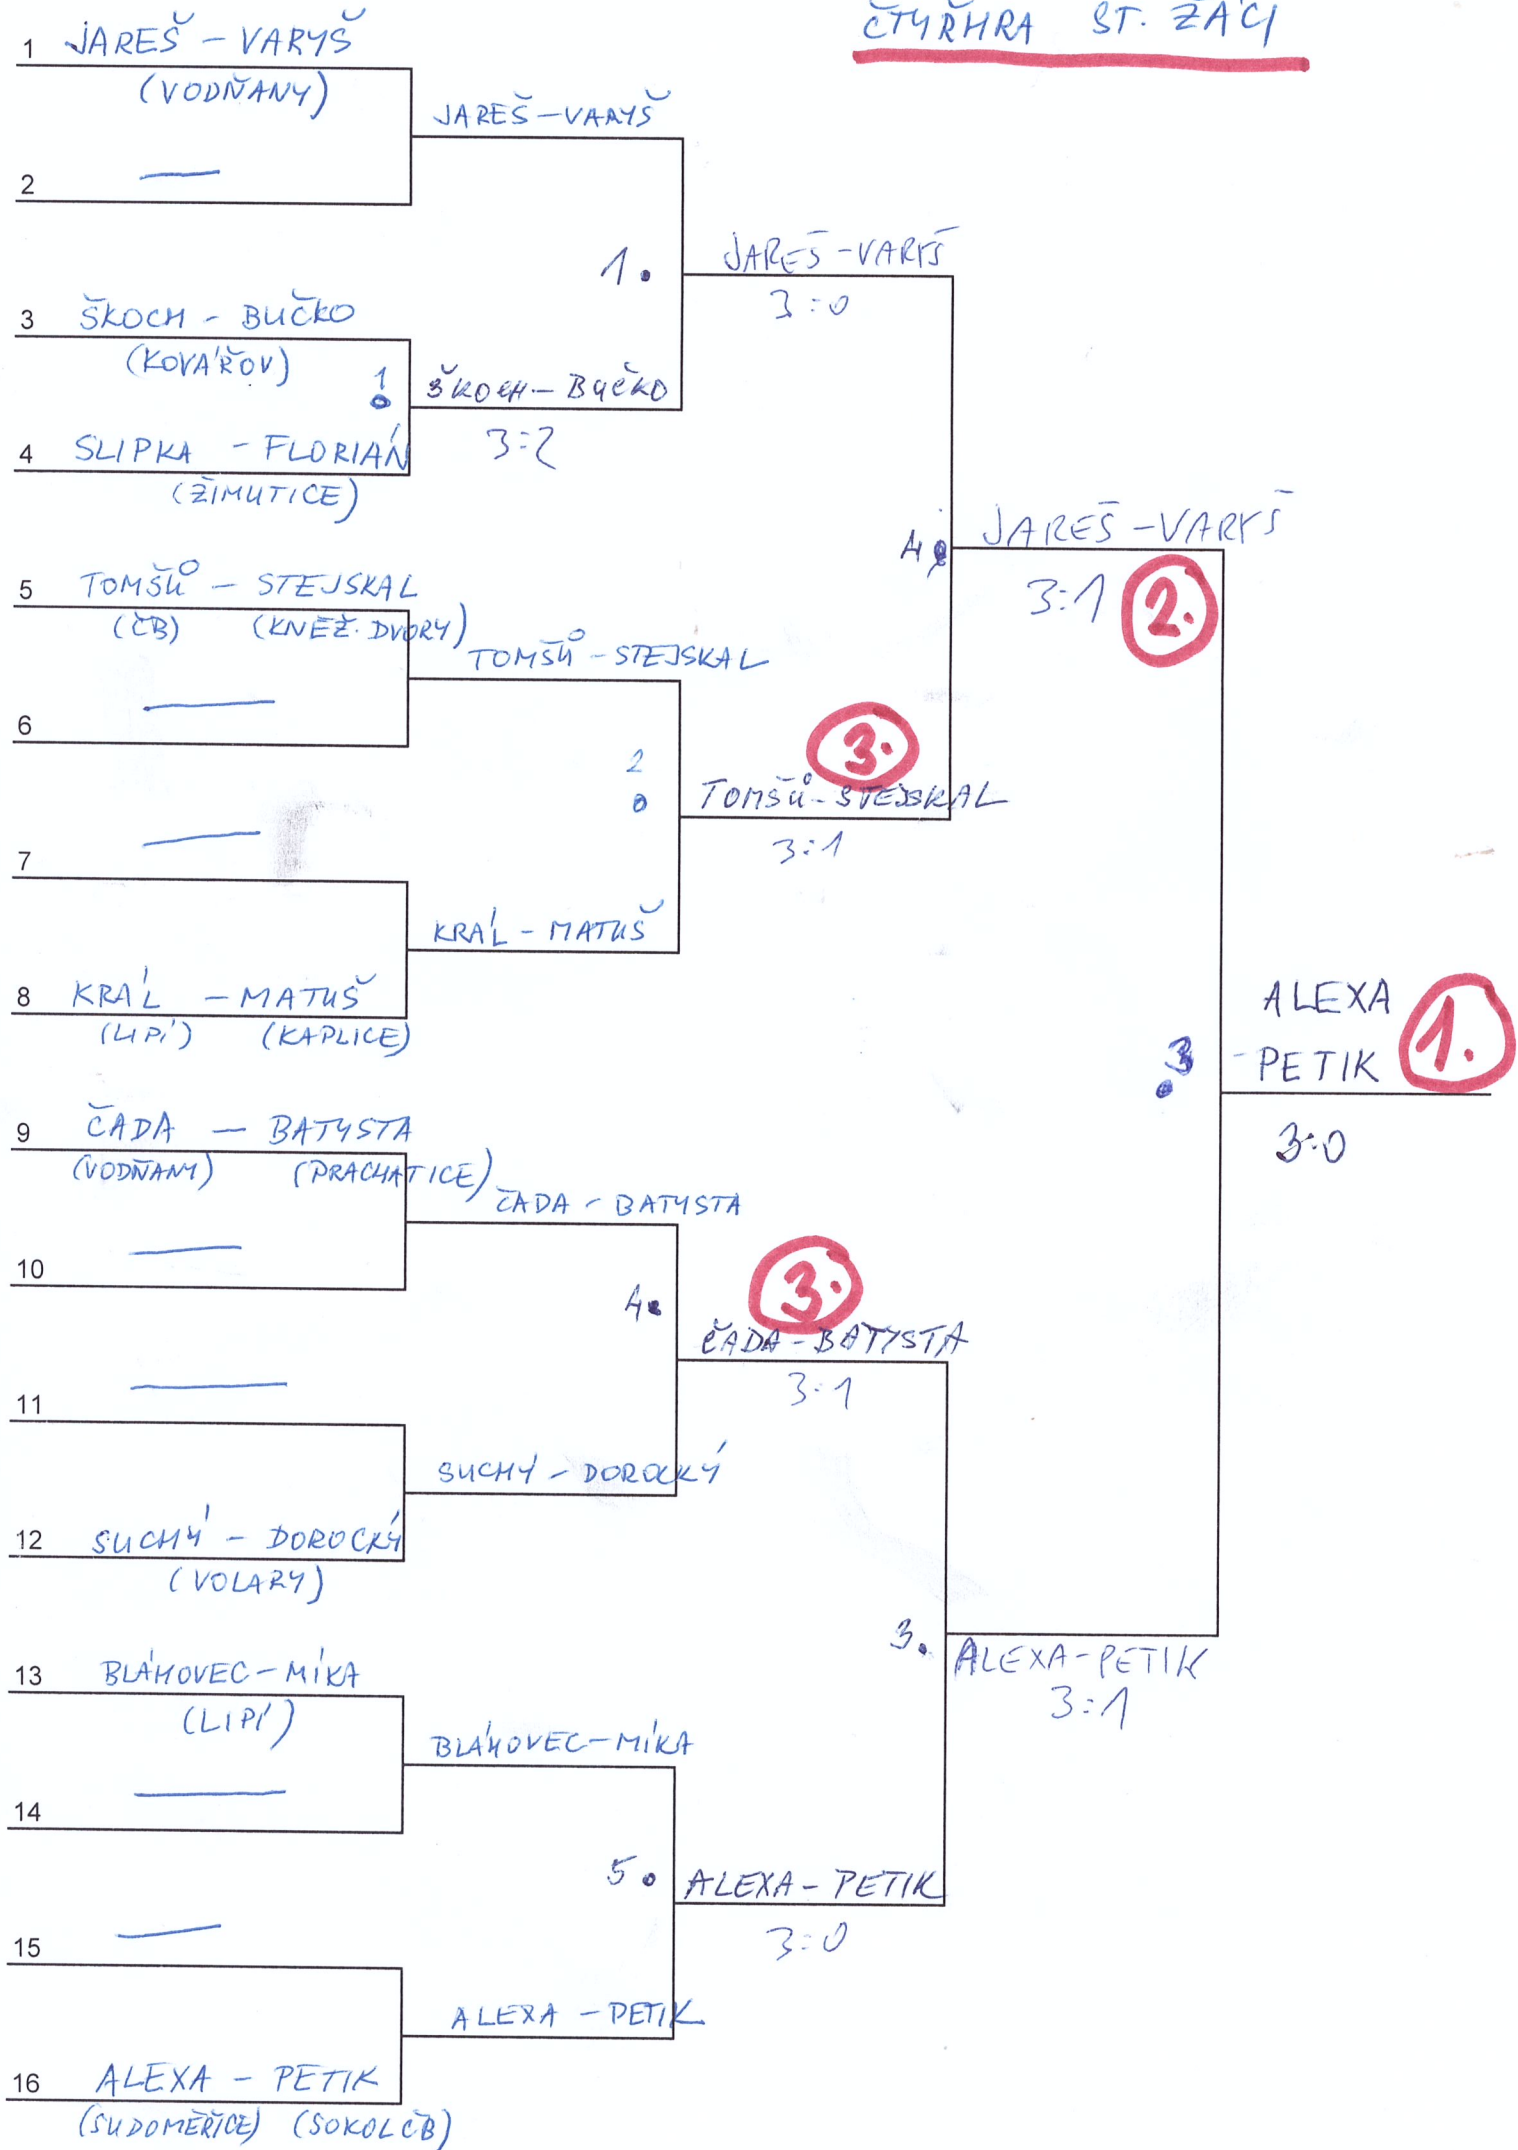 ČTYŘHRA ST. ŽÁCI
1 JAREŠ – VARYŠ
(VODŇANY)
JAREŠ – VARYŠ
2
1.
JAREŠ – VARYŠ
3:0
3 ŠKOCH – BUČKO
(KOVÁŘOV)
1
ŠKOCH – BUČKO
3:2
4 SLIPKA – FLORIÁN
(ŽIMUTICE)
4.
JAREŠ – VARYŠ
3:1
2.
5 TOMŠŮ – STEJSKAL
(ČB) (KNĚŽ. DVORY)
TOMŠŮ – STEJSKAL
6
2
3.
TOMŠŮ – STEJSKAL
3:1
7
KRÁL – MATUŠ
8 KRÁL – MATUŠ
(LIPÍ) (KAPLICE)
ALEXA
– PETIK
1.
3
3:0
9 ČADA – BATYSTA
(VODŇANY) (PRACHATICE)
ČADA – BATYSTA
10
4.
3.
ČADA – BATYSTA
3:1
11
SUCHÝ – DOROCKÝ
12 SUCHÝ – DOROCKÝ
(VOLARY)
3.
ALEXA – PETIK
3:1
13 BLÁHOVEC – MÍKA
(LIPÍ)
BLÁHOVEC – MÍKA
14
5.
ALEXA – PETIK
3:0
15
ALEXA – PETIK
16 ALEXA – PETIK
(SUDOMĚŘICE) (SOKOL ČB)